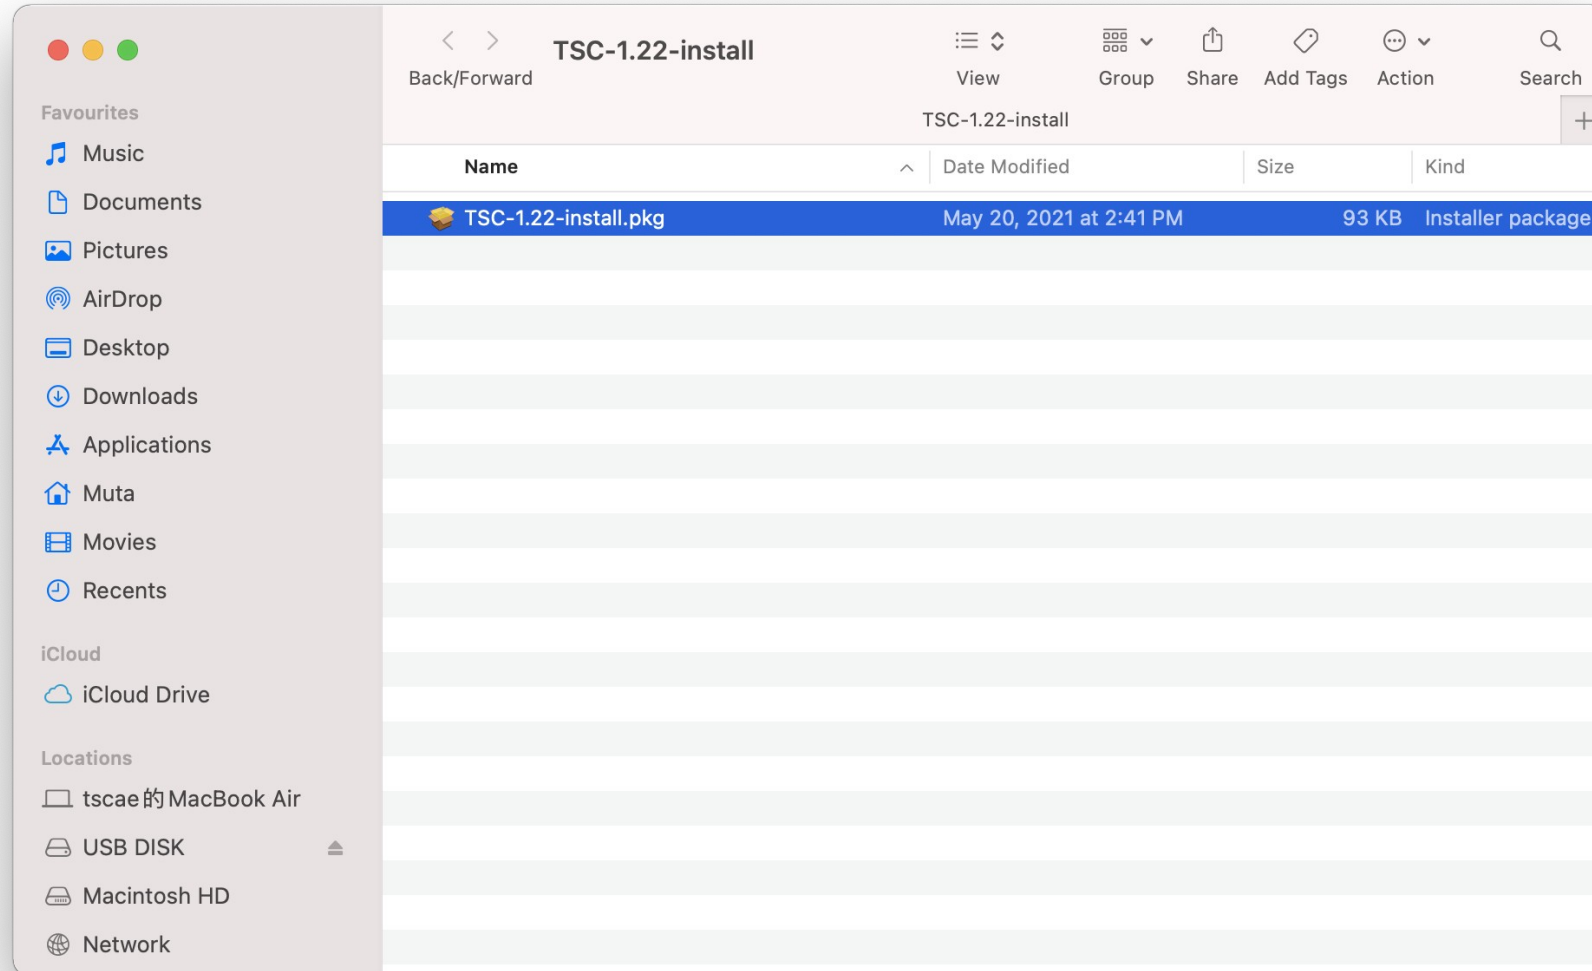 TSC-1.22-install
Back/Forward
View
Group
Share
Add Tags
Action
Search
TSC-1.22-install
Name
Date Modified
Size
Kind
TSC-1.22-install.pkg
May 20, 2021 at 2:41 PM
93 KB
Installer package
Favourites
Music
Documents
Pictures
AirDrop
Desktop
Downloads
Applications
Muta
Movies
Recents
iCloud
iCloud Drive
Locations
tscae的MacBook Air
USB DISK
Macintosh HD
Network